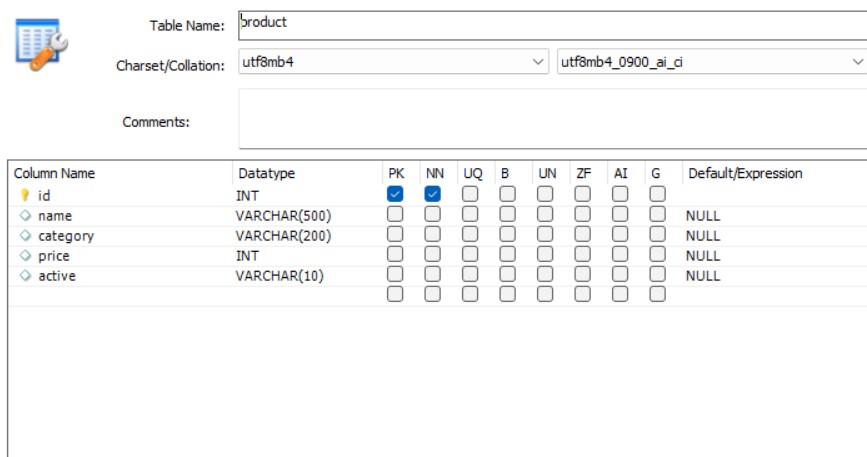 Table Name: product
Charset/Collation: utf8mb4 utf8mb4_0900_ai_ci
Comments:
Column Name Datatype PK NN UQ B UN ZF AI G Default/Expression
id INT
name VARCHAR(500) NULL
category VARCHAR(200) NULL
price INT NULL
active VARCHAR(10) NULL